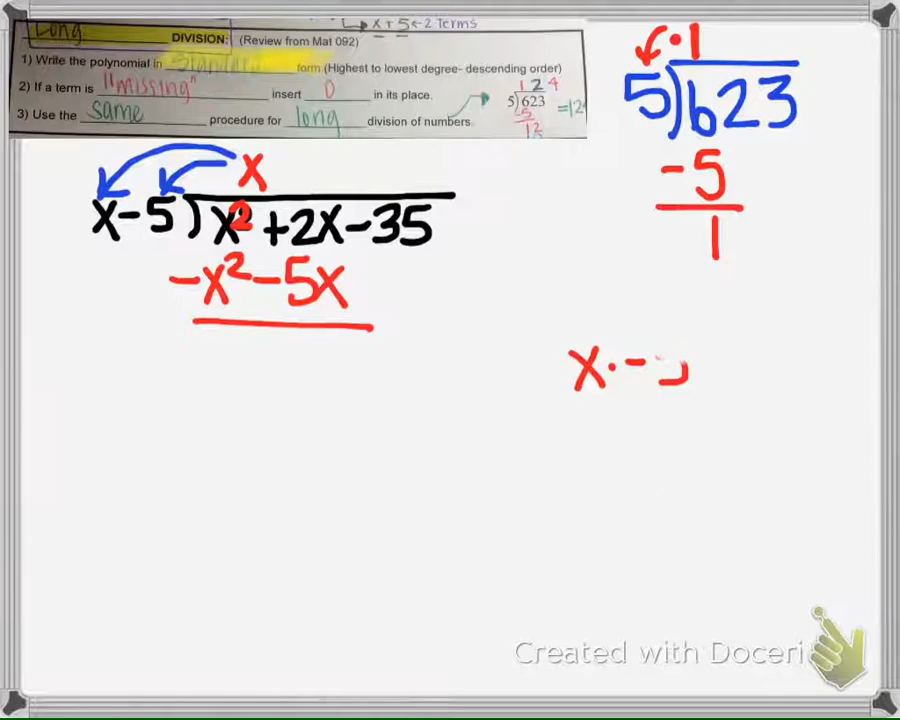 x + 5 ← 2 Terms
Long DIVISION: (Review from Mat 092)
1) Write the polynomial in standard form (Highest to lowest degree- descending order)
2) If a term is "missing" insert 0 in its place.
3) Use the same procedure for long division of numbers.
1 2 4
5)623 =12
-5
12
·1
5)623
-5
1
x
x-5)x²+2x-35
-x²-5x
x·-
Created with Doceri